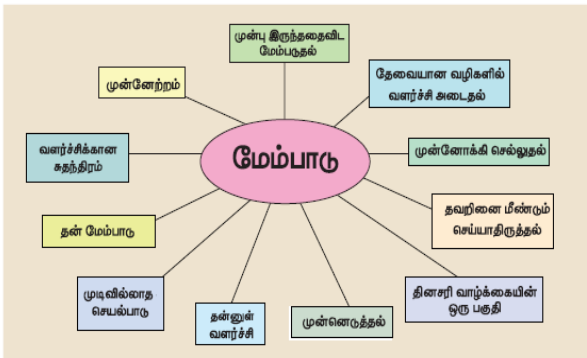 முன்பு இருந்ததைவிட
மேம்படுதல்
தேவையான வழிகளில்
வளர்ச்சி அடைதல்
முன்னேற்றம்
வளர்ச்சிக்கான
சுதந்திரம்
மேம்பாடு
முன்னோக்கி செல்லுதல்
தவறினை மீண்டும்
செய்யாதிருத்தல்
தன் மேம்பாடு
முடிவில்லாத
செயல்பாடு
தன்னுள்
வளர்ச்சி
முன்னெடுத்தல்
தினசரி வாழ்க்கையின்
ஒரு பகுதி